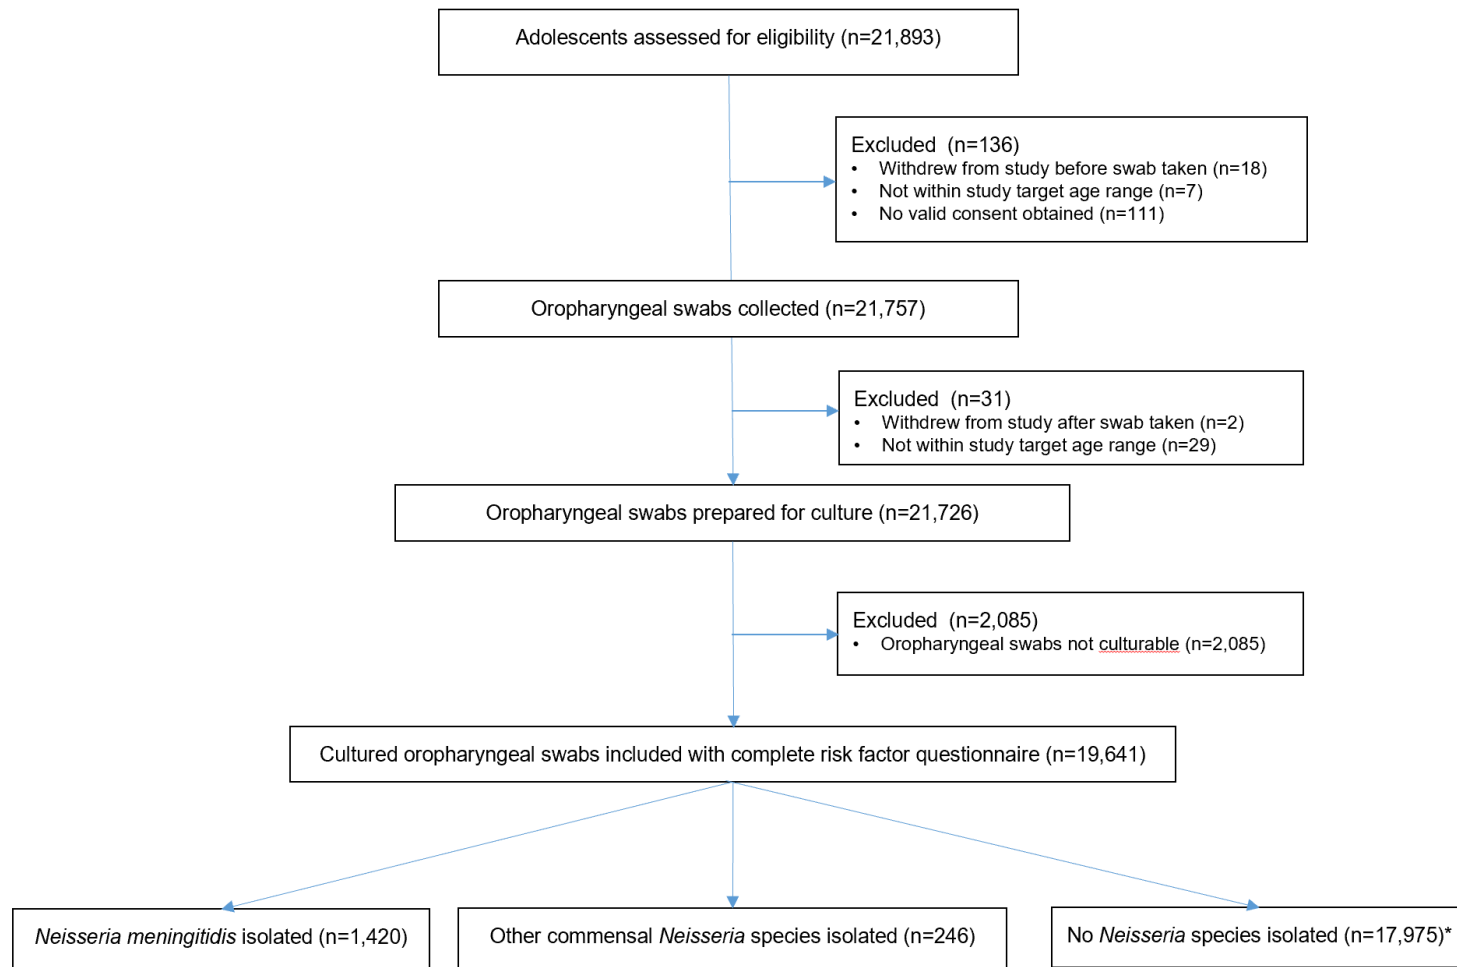 Adolescents assessed for eligibility (n=21,893)
Excluded (n=136)
• Withdrew from study before swab taken (n=18)
• Not within study target age range (n=7)
• No valid consent obtained (n=111)
Oropharyngeal swabs collected (n=21,757)
Excluded (n=31)
• Withdrew from study after swab taken (n=2)
• Not within study target age range (n=29)
Oropharyngeal swabs prepared for culture (n=21,726)
Excluded (n=2,085)
• Oropharyngeal swabs not culturable (n=2,085)
Cultured oropharyngeal swabs included with complete risk factor questionnaire (n=19,641)
Neisseria meningitidis isolated (n=1,420)
Other commensal Neisseria species isolated (n=246)
No Neisseria species isolated (n=17,975)*